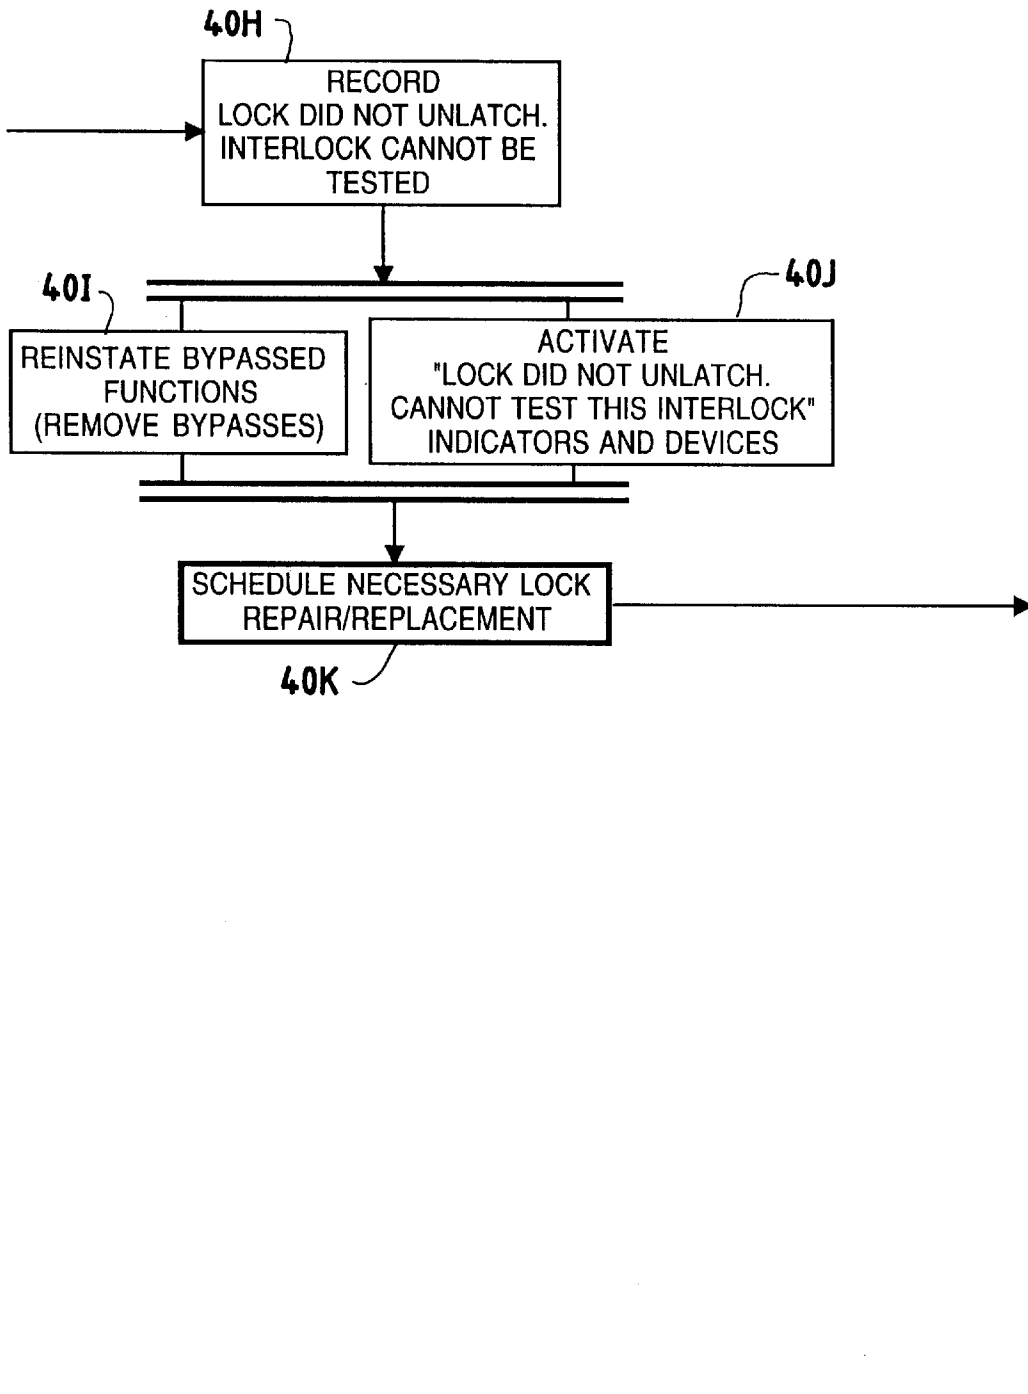 40H
RECORD
LOCK DID NOT UNLATCH.
INTERLOCK CANNOT BE
TESTED
40I
40J
REINSTATE BYPASSED
FUNCTIONS
(REMOVE BYPASSES)
ACTIVATE
"LOCK DID NOT UNLATCH.
CANNOT TEST THIS INTERLOCK"
INDICATORS AND DEVICES
SCHEDULE NECESSARY LOCK
REPAIR/REPLACEMENT
40K